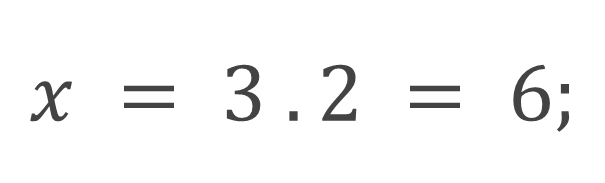 x = 3 . 2 = 6;